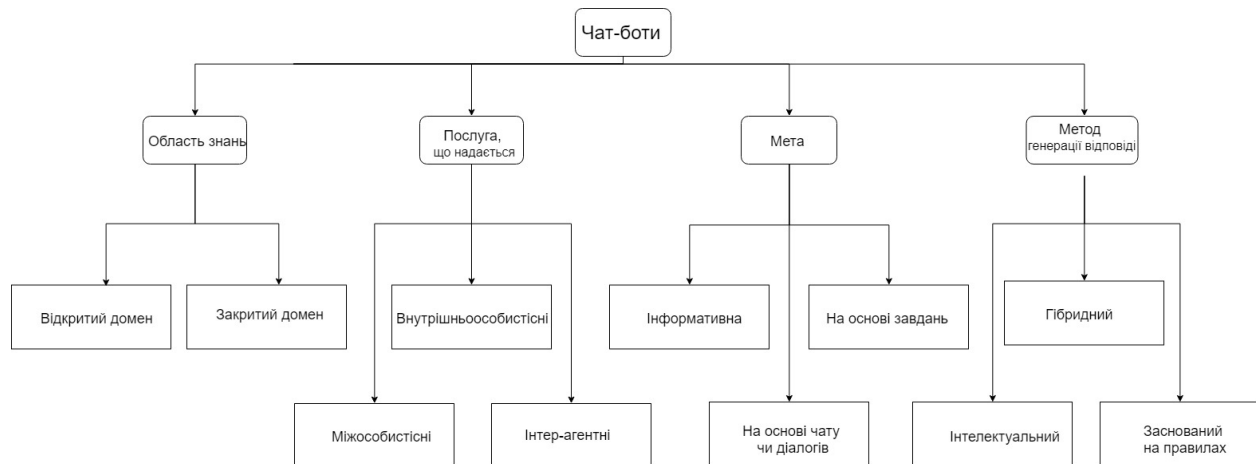 Чат-боти
Область знань
Послуга,
що надається
Мета
Метод
генерації відповіді
Відкритий домен
Закритий домен
Внутрішньоособистісні
Інформативна
На основі завдань
Гібридний
Міжособистісні
Інтер-агентні
На основі чату
чи діалогів
Інтелектуальний
Заснований
на правилах